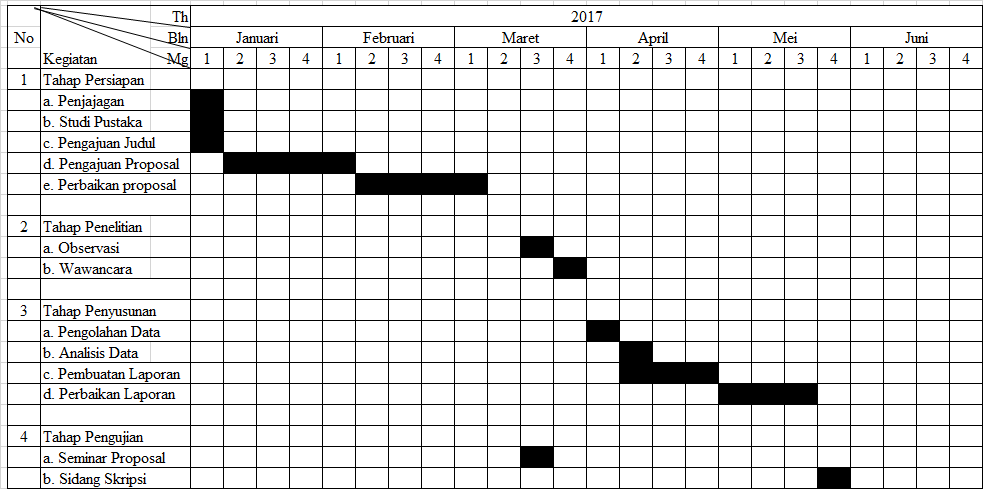 Th 2017
No Bln Januari Februari Maret April Mei Juni
Kegiatan Mg 1 2 3 4 1 2 3 4 1 2 3 4 1 2 3 4 1 2 3 4 1 2 3 4
1 Tahap Persiapan
a. Penjajagan
b. Studi Pustaka
c. Pengajuan Judul
d. Pengajuan Proposal
e. Perbaikan proposal
2 Tahap Penelitian
a. Observasi
b. Wawancara
3 Tahap Penyusunan
a. Pengolahan Data
b. Analisis Data
c. Pembuatan Laporan
d. Perbaikan Laporan
4 Tahap Pengujian
a. Seminar Proposal
b. Sidang Skripsi